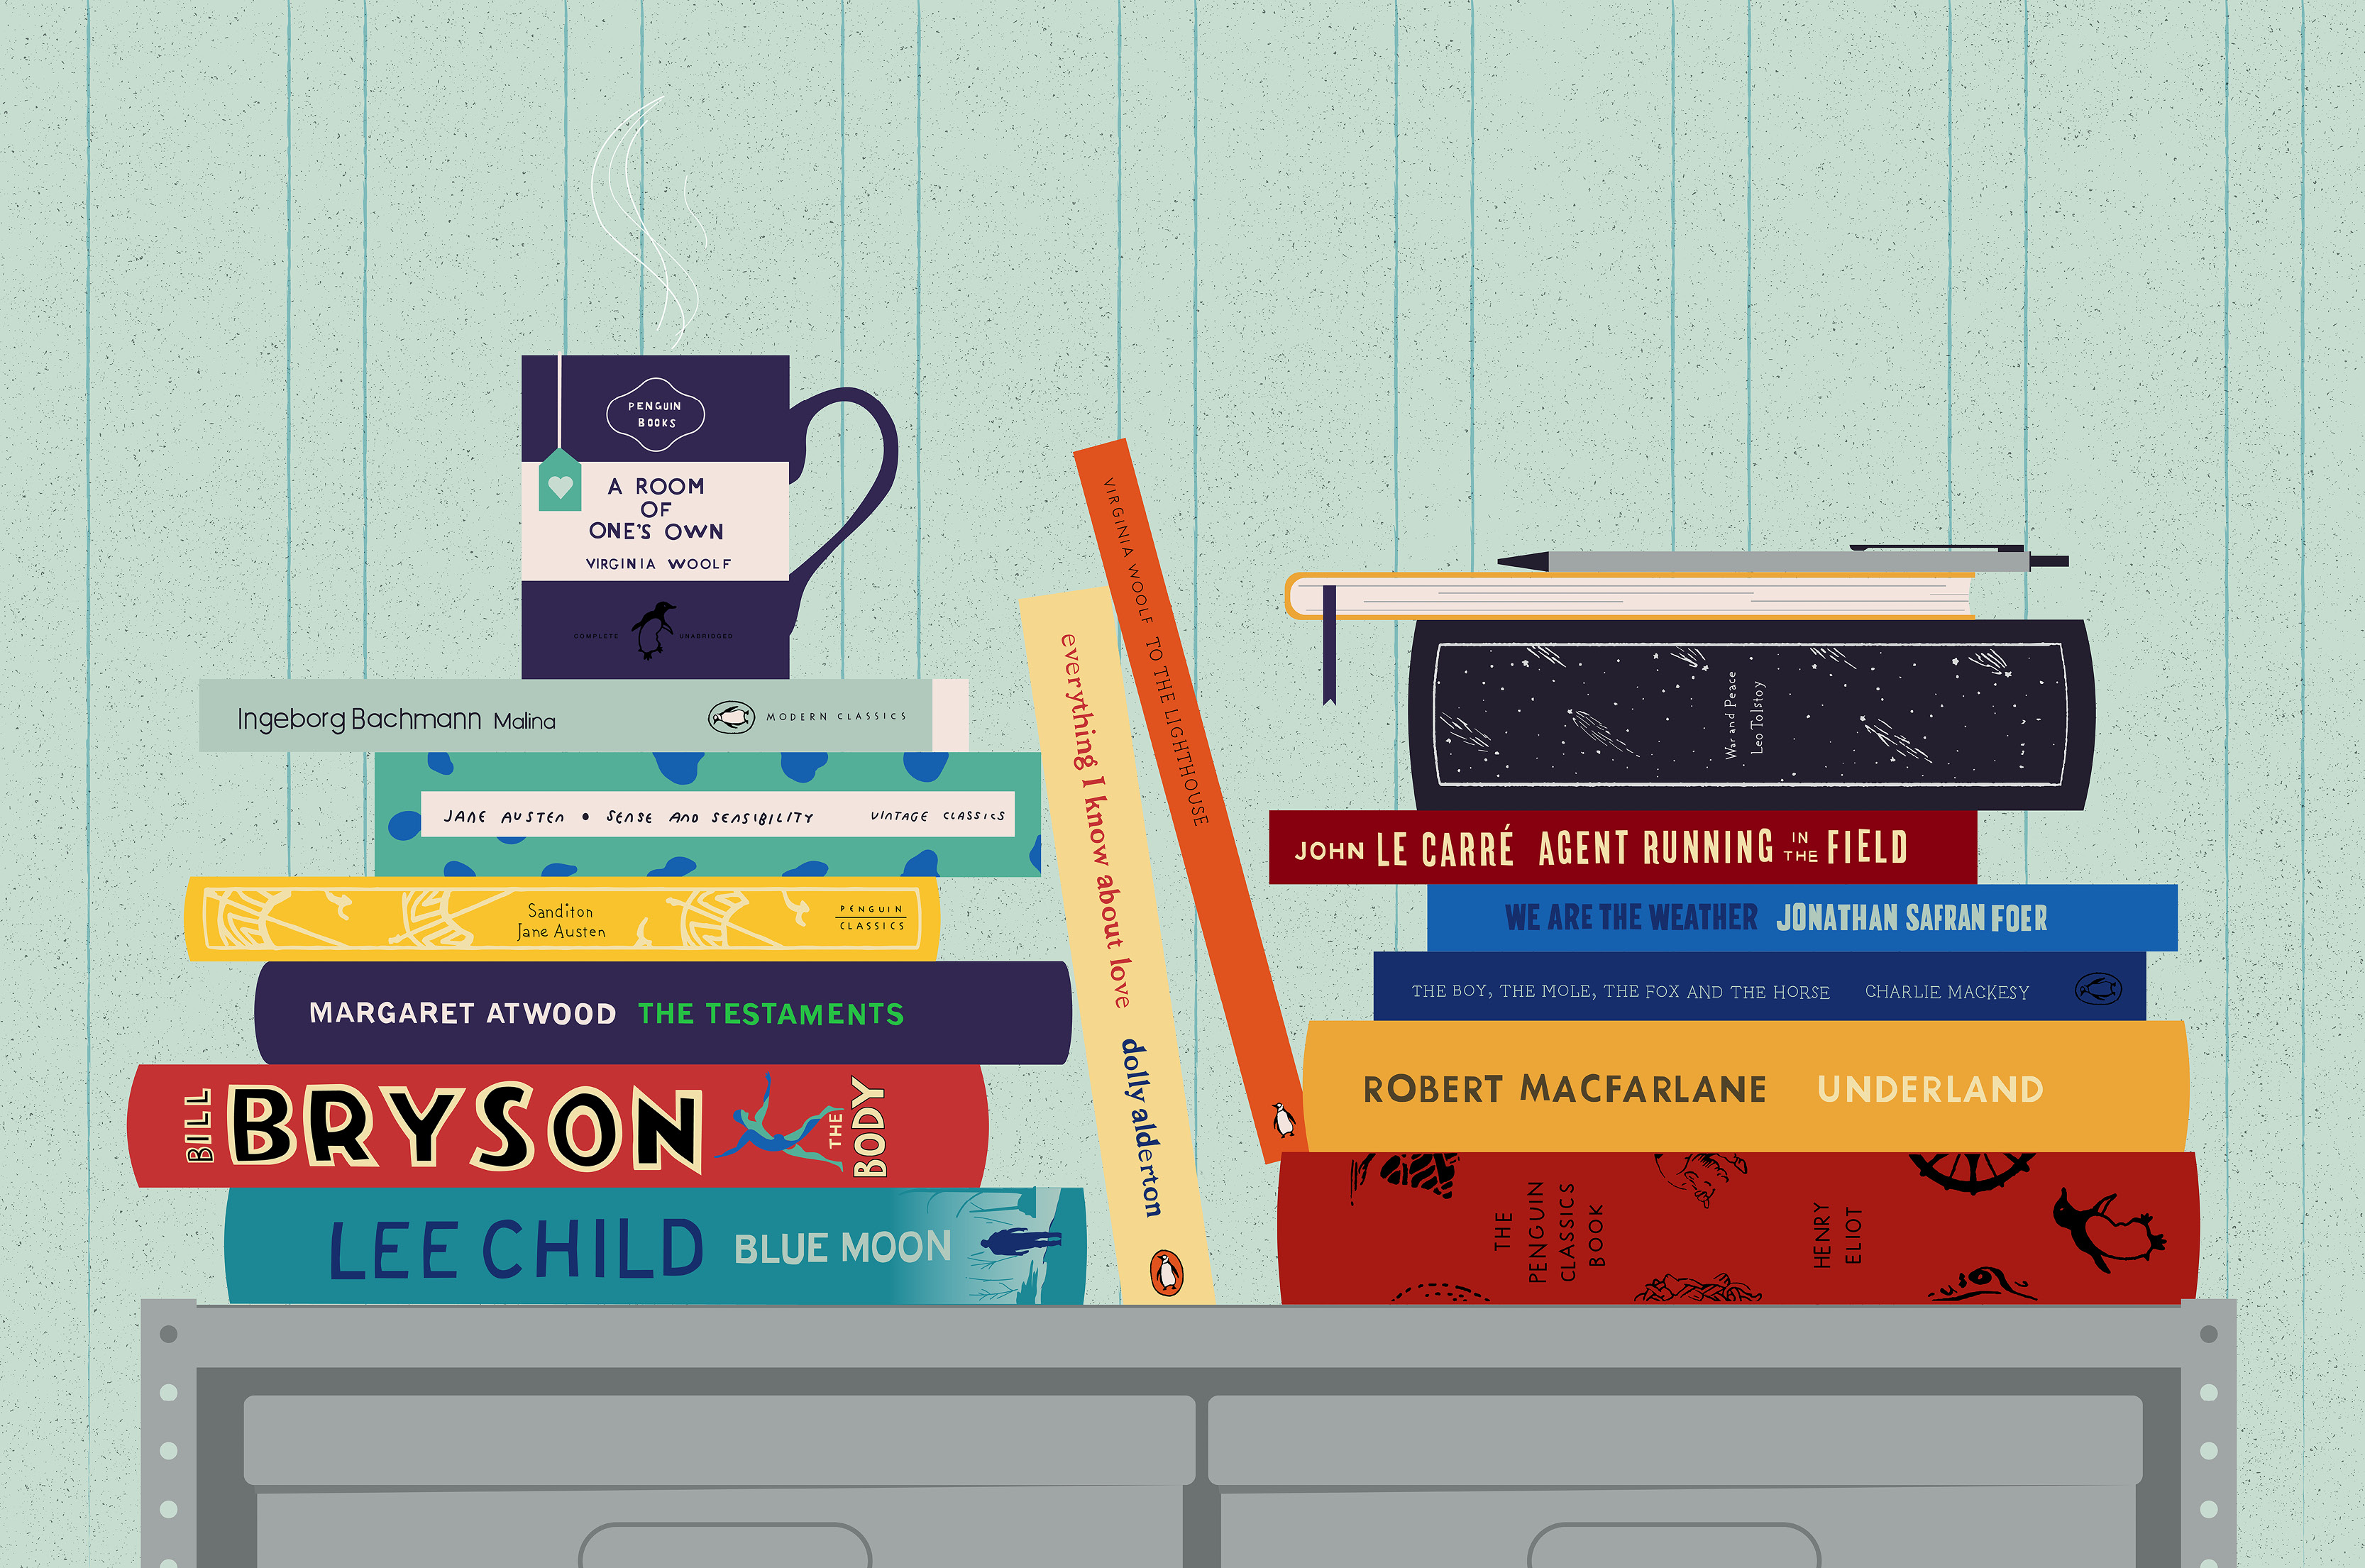 PENGUIN
BOOKS
A ROOM
OF
ONE'S OWN
VIRGINIA WOOLF
COMPLETE UNABRIDGED
Ingeborg Bachmann Malina MODERN CLASSICS
JANE AUSTEN • SENSE AND SENSIBILITY VINTAGE CLASSICS
Sanditon
Jane Austen
PENGUIN
CLASSICS
MARGARET ATWOOD THE TESTAMENTS
BILL BRYSON THE BODY
LEE CHILD BLUE MOON
everything I know about love dolly alderton
VIRGINIA WOOLF TO THE LIGHTHOUSE
War and Peace
Leo Tolstoy
JOHN LE CARRÉ AGENT RUNNING IN THE FIELD
WE ARE THE WEATHER JONATHAN SAFRAN FOER
THE BOY, THE MOLE, THE FOX AND THE HORSE CHARLIE MACKESY
ROBERT MACFARLANE UNDERLAND
THE
PENGUIN
CLASSICS
BOOK
HENRY
ELIOT